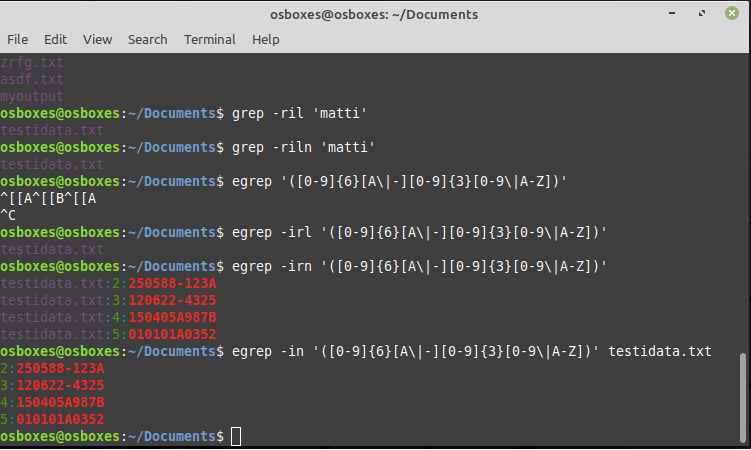 osboxes@osboxes: ~/Documents
File Edit View Search Terminal Help
zrfg.txt
asdf.txt
myoutput
osboxes@osboxes:~/Documents$ grep -ril 'matti'
testidata.txt
osboxes@osboxes:~/Documents$ grep -riln 'matti'
testidata.txt
osboxes@osboxes:~/Documents$ egrep '([0-9]{6}[A\|-][0-9]{3}[0-9\|A-Z])'
^[[A^[[B^[[A
^C
osboxes@osboxes:~/Documents$ egrep -irl '([0-9]{6}[A\|-][0-9]{3}[0-9\|A-Z])'
testidata.txt
osboxes@osboxes:~/Documents$ egrep -irn '([0-9]{6}[A\|-][0-9]{3}[0-9\|A-Z])'
testidata.txt:2:250588-123A
testidata.txt:3:120622-4325
testidata.txt:4:150405A987B
testidata.txt:5:010101A0352
osboxes@osboxes:~/Documents$ egrep -in '([0-9]{6}[A\|-][0-9]{3}[0-9\|A-Z])' testidata.txt
2:250588-123A
3:120622-4325
4:150405A987B
5:010101A0352
osboxes@osboxes:~/Documents$